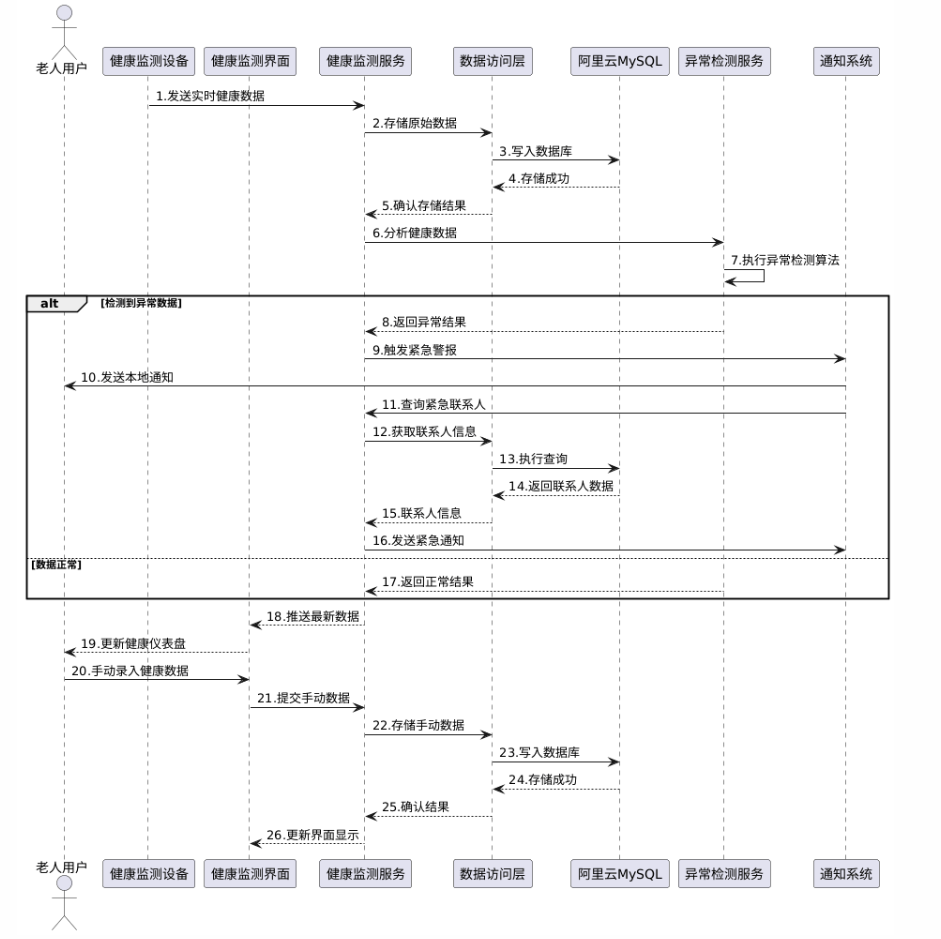 老人用户
健康监测设备
健康监测界面
健康监测服务
数据访问层
阿里云MySQL
异常检测服务
通知系统
1.发送实时健康数据
2.存储原始数据
3.写入数据库
4.存储成功
5.确认存储结果
6.分析健康数据
7.执行异常检测算法
alt [检测到异常数据]
8.返回异常结果
9.触发紧急警报
10.发送本地通知
11.查询紧急联系人
12.获取联系人信息
13.执行查询
14.返回联系人数据
15.联系人信息
16.发送紧急通知
[数据正常]
17.返回正常结果
18.推送最新数据
19.更新健康仪表盘
20.手动录入健康数据
21.提交手动数据
22.存储手动数据
23.写入数据库
24.存储成功
25.确认结果
26.更新界面显示
老人用户
健康监测设备
健康监测界面
健康监测服务
数据访问层
阿里云MySQL
异常检测服务
通知系统